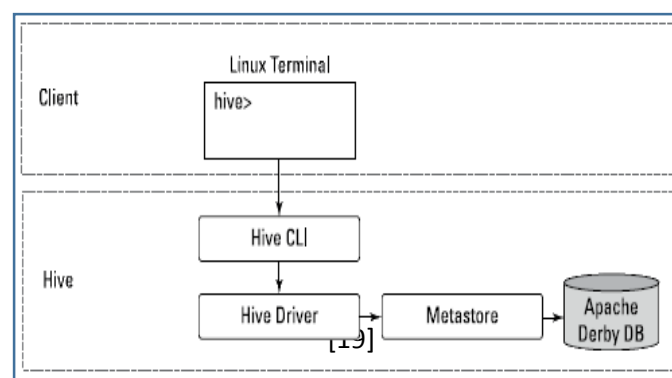 Linux Terminal
Client
hive>
Hive CLI
Hive
Hive Driver
Metastore
Apache
Derby DB
[19]